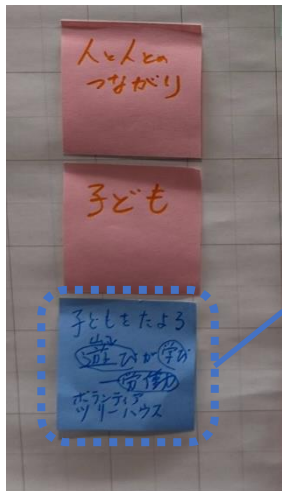 人と人との
つながり
子ども
子どもをたよる
遊びが学び
労働
ボランティア
ツリーハウス